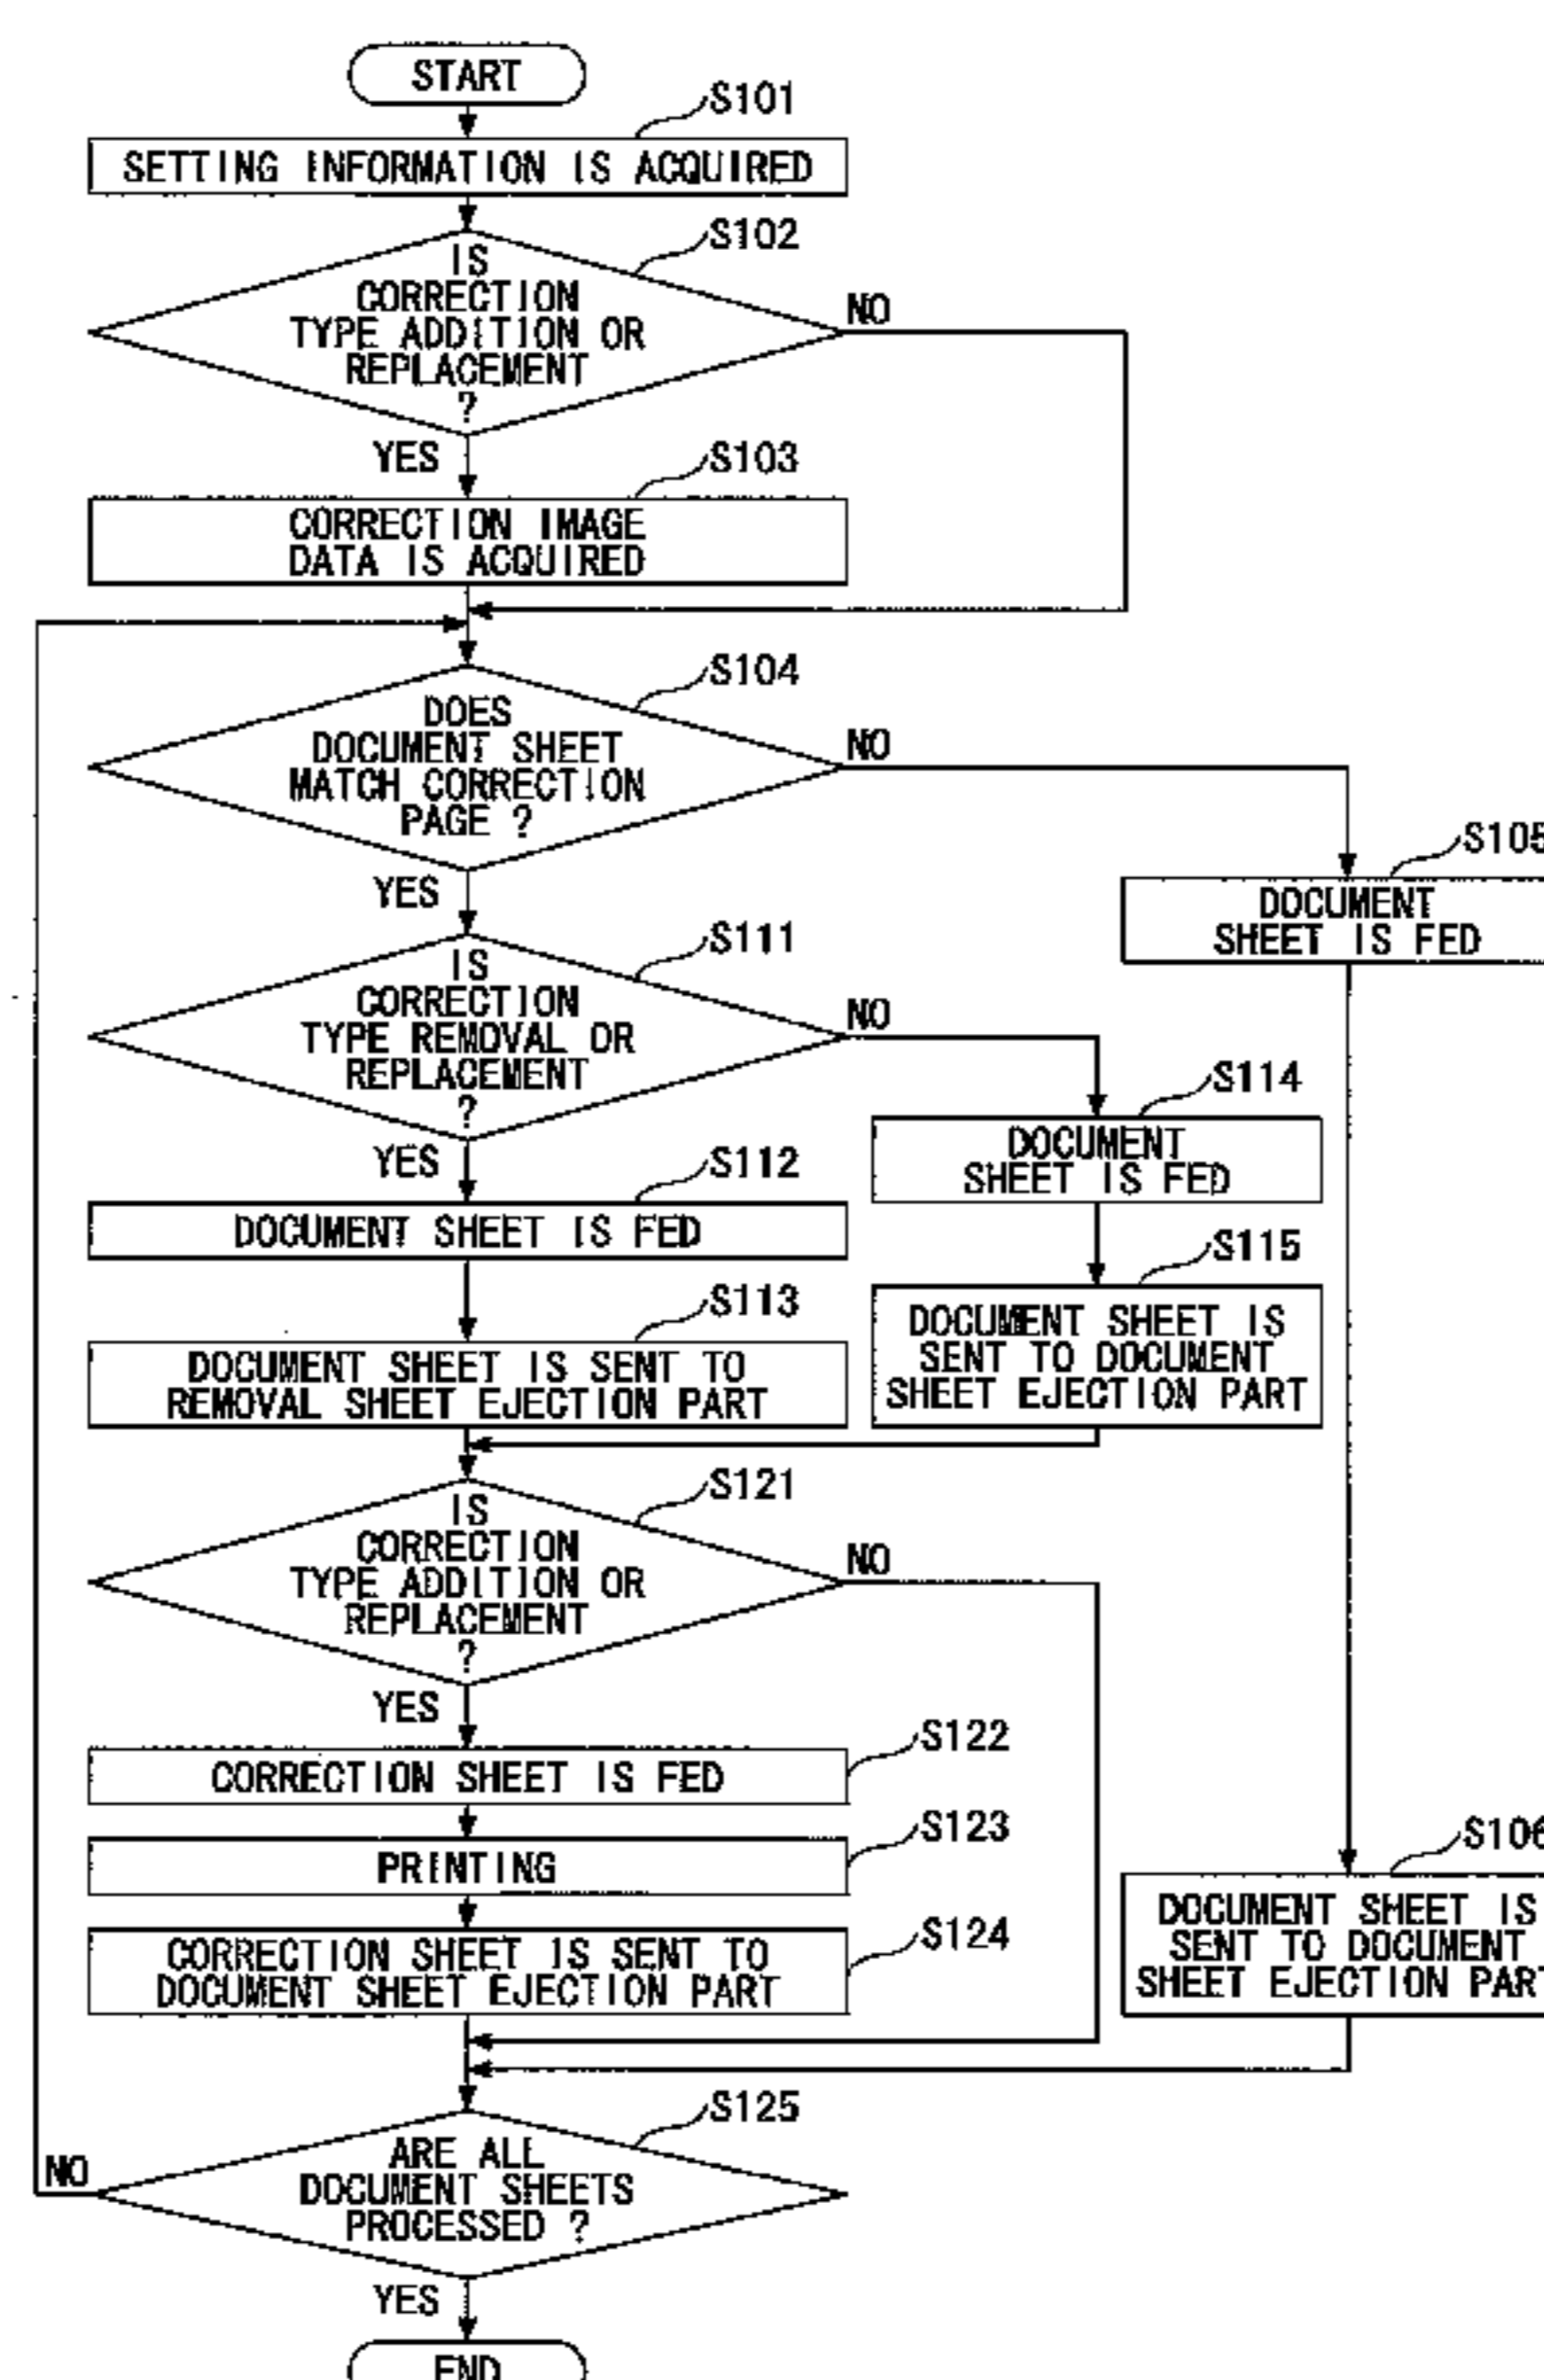 START
S101
SETTING INFORMATION IS ACQUIRED
S102
IS
CORRECTION
TYPE ADDITION OR
REPLACEMENT
?
NO
YES
S103
CORRECTION IMAGE
DATA IS ACQUIRED
S104
DOES
DOCUMENT SHEET
MATCH CORRECTION
PAGE ?
NO
YES
S105
DOCUMENT
SHEET IS FED
S111
IS
CORRECTION
TYPE REMOVAL OR
REPLACEMENT
?
NO
YES
S114
DOCUMENT
SHEET IS FED
S112
DOCUMENT SHEET IS FED
S115
DOCUMENT SHEET IS
SENT TO DOCUMENT
SHEET EJECTION PART
S113
DOCUMENT SHEET IS SENT TO
REMOVAL SHEET EJECTION PART
S121
IS
CORRECTION
TYPE ADDITION OR
REPLACEMENT
?
NO
YES
S122
CORRECTION SHEET IS FED
S123
PRINTING
S106
DOCUMENT SHEET IS
SENT TO DOCUMENT
SHEET EJECTION PART
S124
CORRECTION SHEET IS SENT TO
DOCUMENT SHEET EJECTION PART
S125
ARE ALL
DOCUMENT SHEETS
PROCESSED ?
NO
YES
END